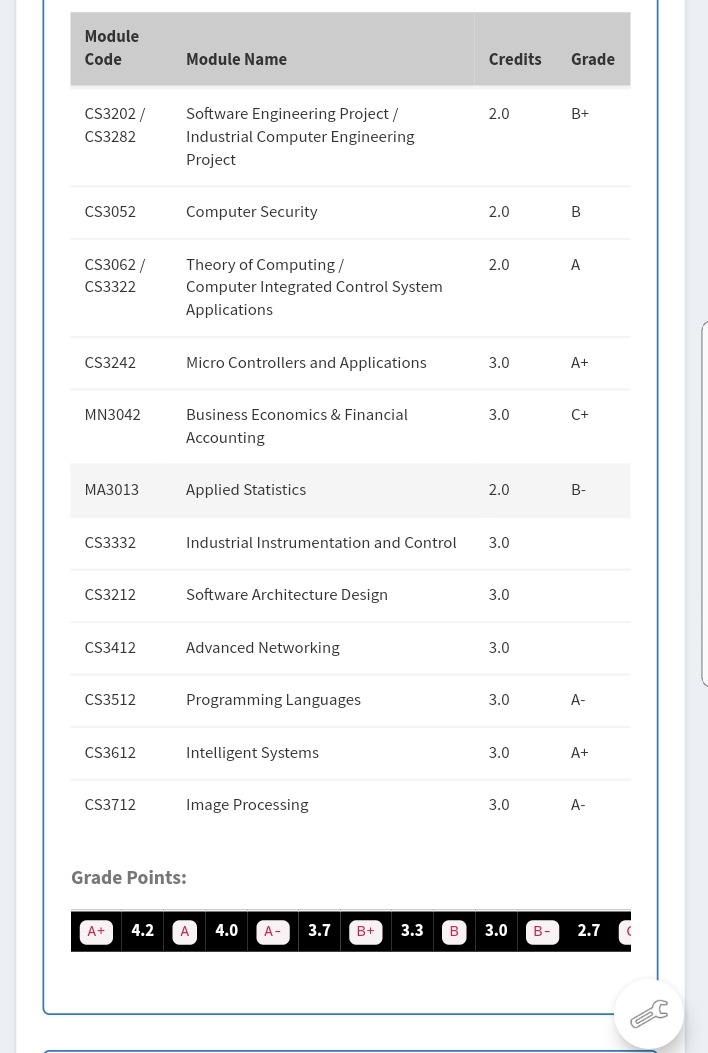 Module Code Module Name Credits Grade
CS3202 / CS3282 Software Engineering Project / Industrial Computer Engineering Project 2.0 B+
CS3052 Computer Security 2.0 B
CS3062 / CS3322 Theory of Computing / Computer Integrated Control System Applications 2.0 A
CS3242 Micro Controllers and Applications 3.0 A+
MN3042 Business Economics & Financial Accounting 3.0 C+
MA3013 Applied Statistics 2.0 B-
CS3332 Industrial Instrumentation and Control 3.0
CS3212 Software Architecture Design 3.0
CS3412 Advanced Networking 3.0
CS3512 Programming Languages 3.0 A-
CS3612 Intelligent Systems 3.0 A+
CS3712 Image Processing 3.0 A-
Grade Points:
A+ 4.2 A 4.0 A- 3.7 B+ 3.3 B 3.0 B- 2.7